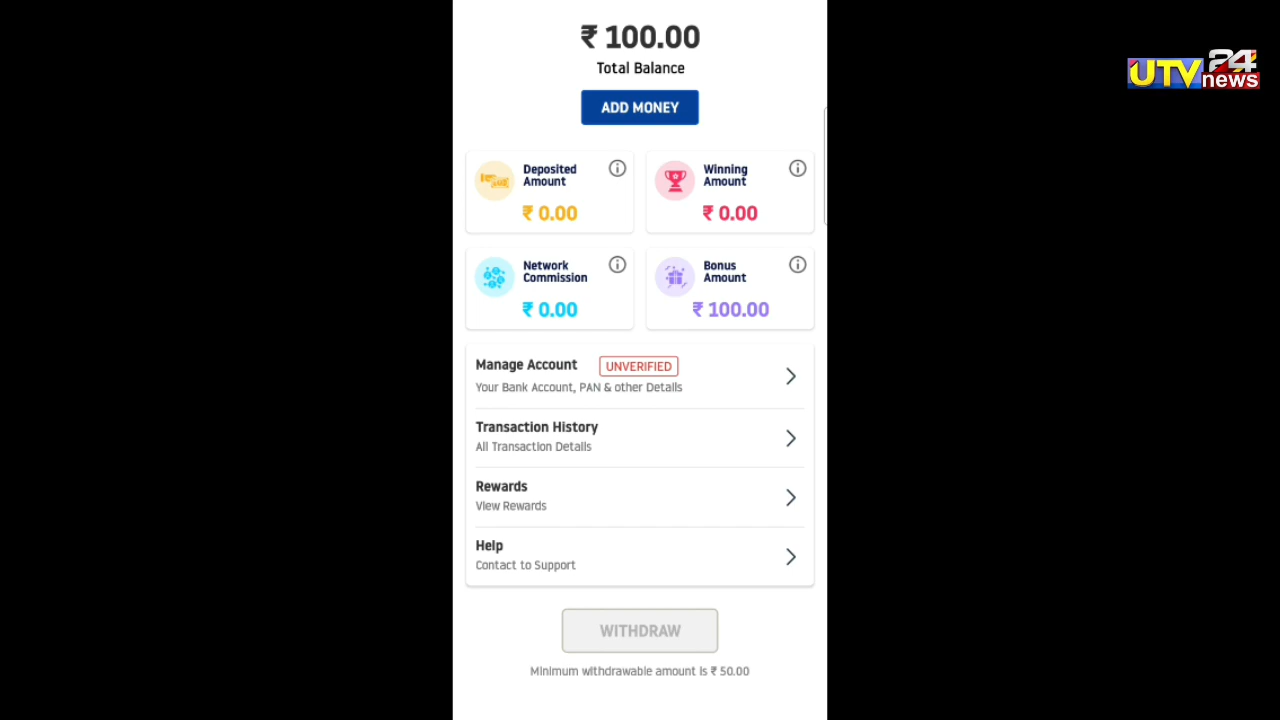 ₹ 100.00
Total Balance
ADD MONEY
UTV 24 news
Deposited
Amount
₹ 0.00
Winning
Amount
₹ 0.00
Network
Commission
₹ 0.00
Bonus
Amount
₹ 100.00
Manage Account UNVERIFIED
Your Bank Account, PAN & other Details
Transaction History
All Transaction Details
Rewards
View Rewards
Help
Contact to Support
WITHDRAW
Minimum withdrawable amount is ₹ 50.00